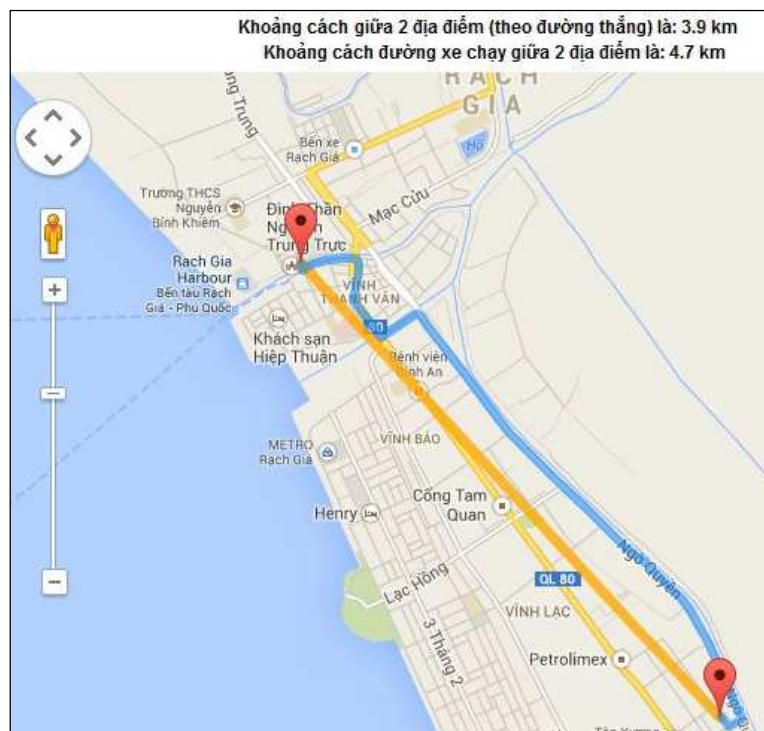 Khoảng cách giữa 2 địa điểm (theo đường thẳng) là: 3.9 km
Khoảng cách đường xe chạy giữa 2 địa điểm là: 4.7 km
RẠCH
GIÁ
Bến xe
Rạch Giá
Hồ
Trường THCS
Nguyễn
Bỉnh Khiêm
Mạc Cửu
Đình Thần
Trung Trực
Rach Gia
Harbour
Bến tàu Rạch
Giá - Phú Quốc
VĨNH
THANH VÂN
80
Khách sạn
Hiệp Thuận
Bệnh viện
Bình An
VĨNH BẢO
METRO
Rạch Giá
Cống Tam
Quan
Henry
Ngô Quyền
Lạc Hồng
QL 80
VĨNH LẠC
3 Tháng 2
Petrolimex